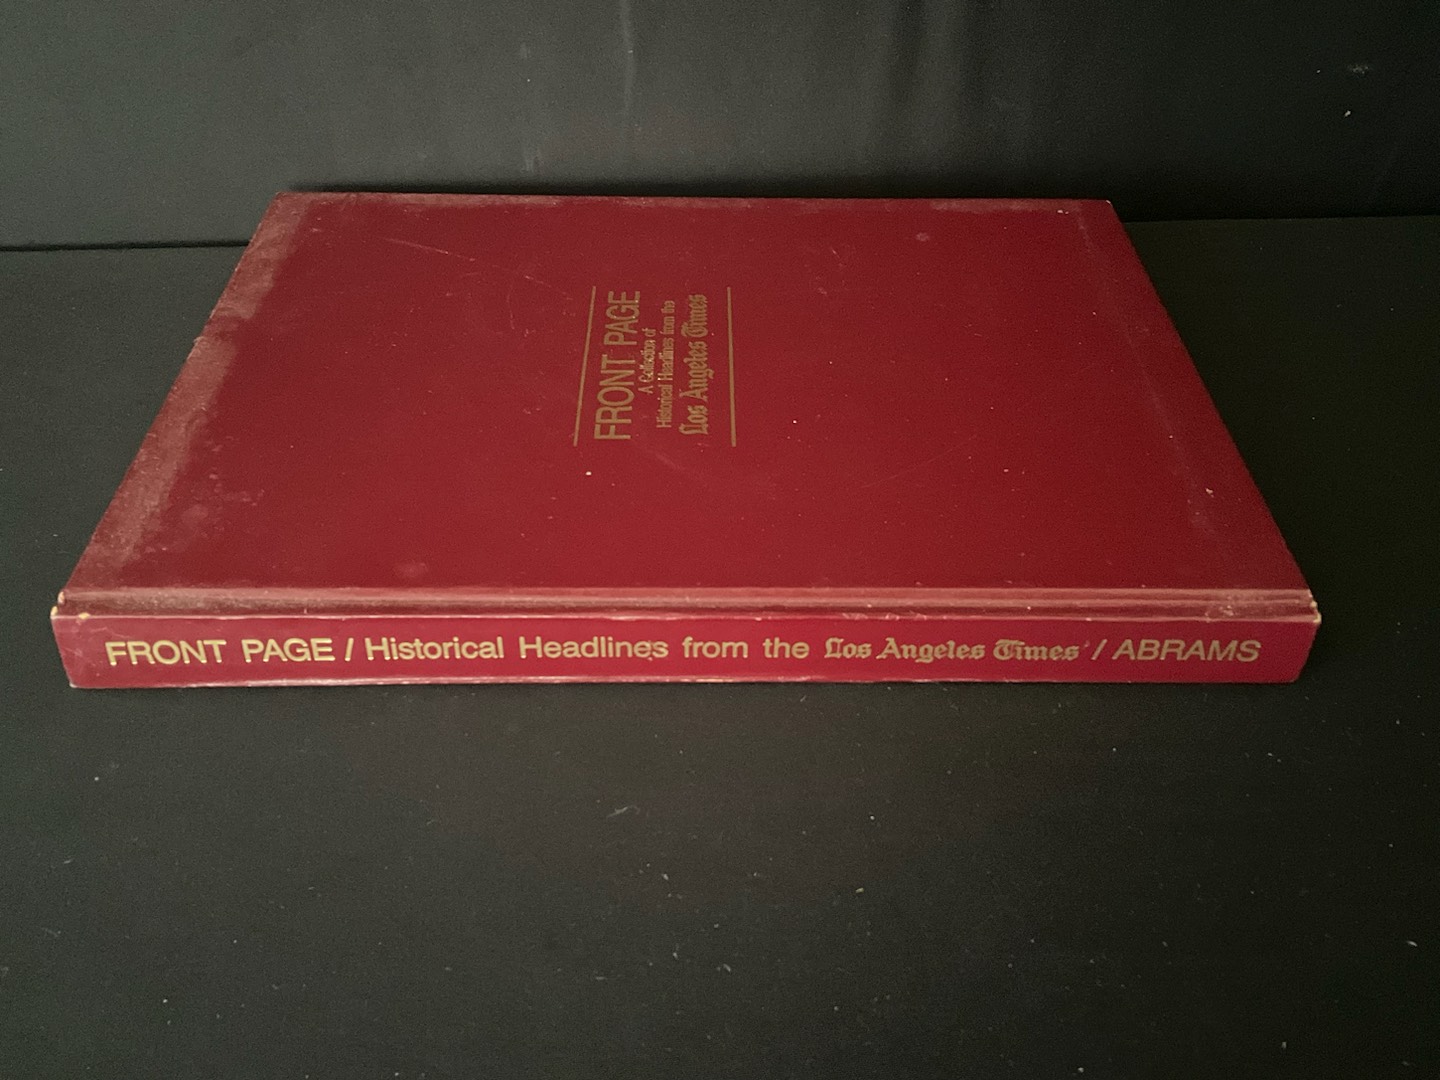 FRONT PAGE
A Collection of
Historical Headlines from the
Los Angeles Times
FRONT PAGE / Historical Headlines from the Los Angeles Times / ABRAMS